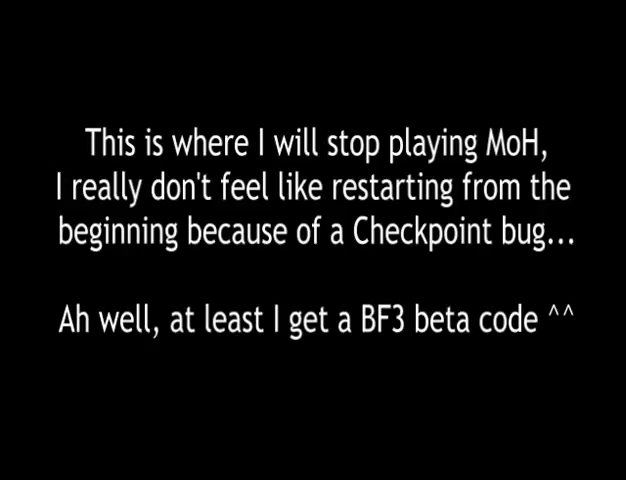 This is where I will stop playing MoH,
I really don't feel like restarting from the
beginning because of a Checkpoint bug...
Ah well, at least I get a BF3 beta code ^^